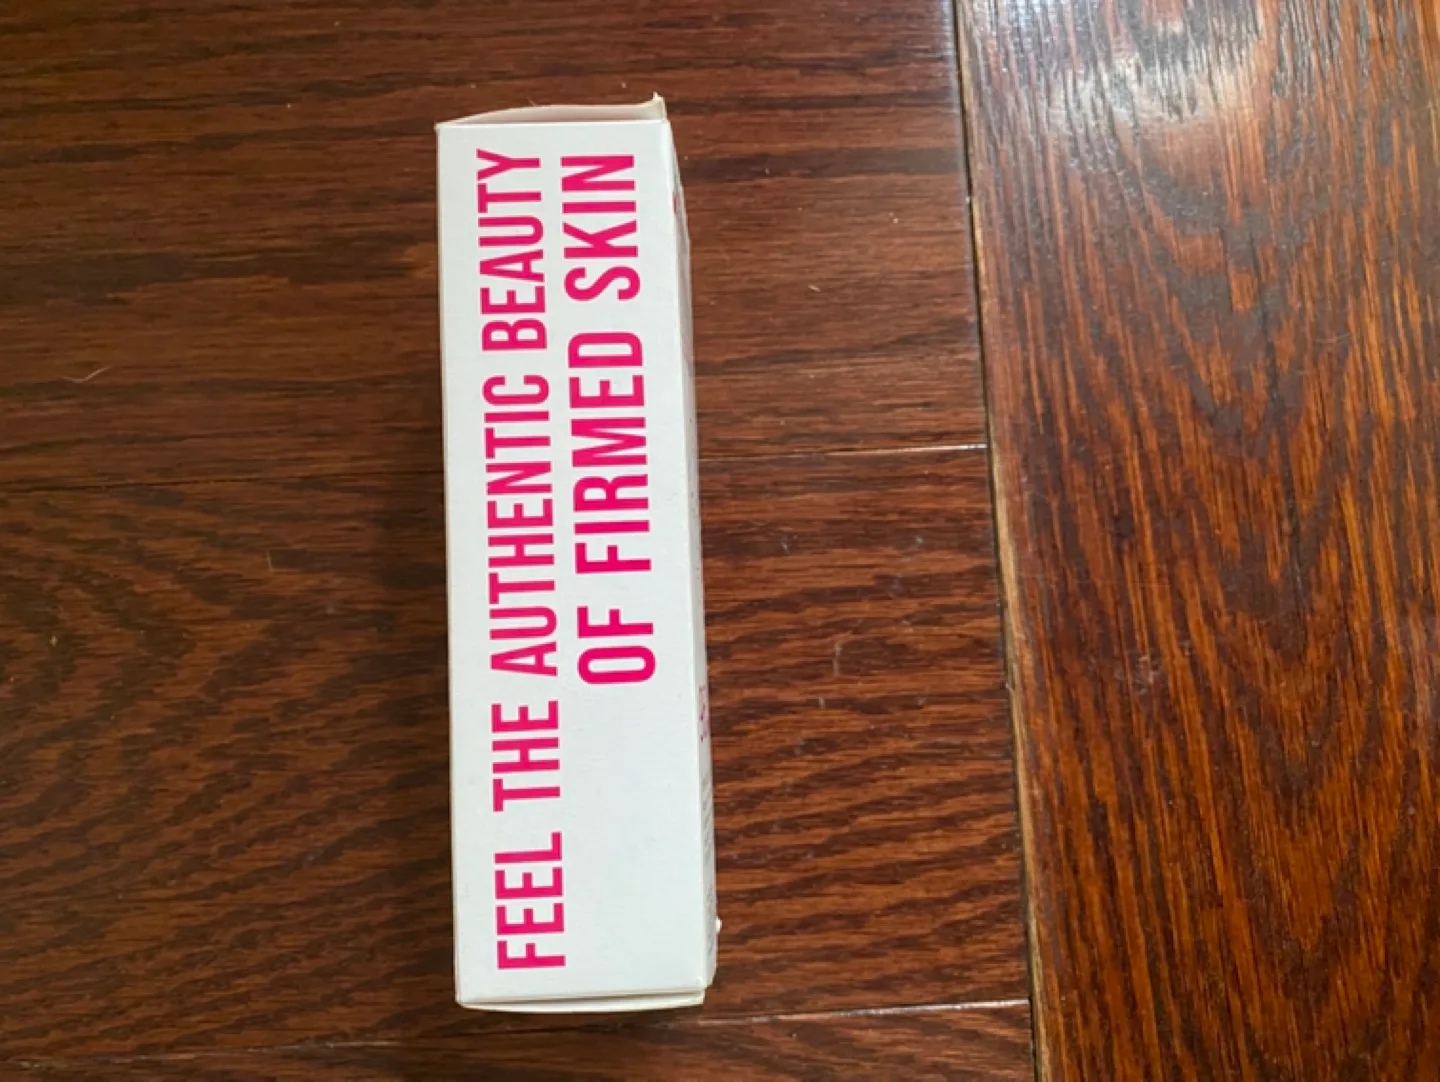 FEEL THE AUTHENTIC BEAUTY
OF FIRMED SKIN